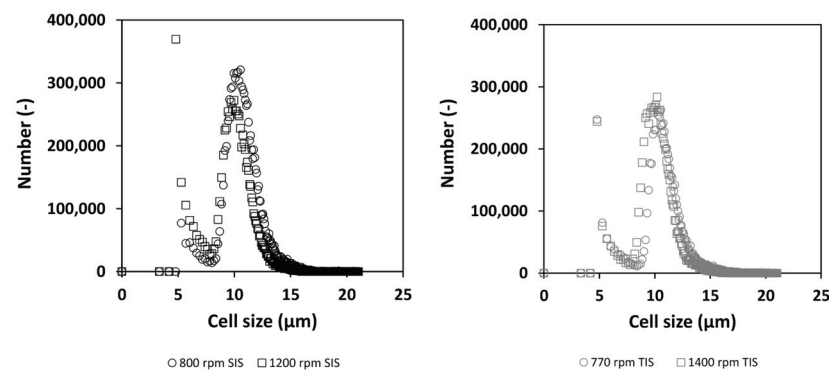 400,000
300,000
200,000
100,000
0
Number (-)
0 5 10 15 20 25
Cell size (µm)
○ 800 rpm SIS □ 1200 rpm SIS
400,000
300,000
200,000
100,000
0
Number (-)
0 5 10 15 20 25
Cell size (µm)
○ 770 rpm TIS □ 1400 rpm TIS